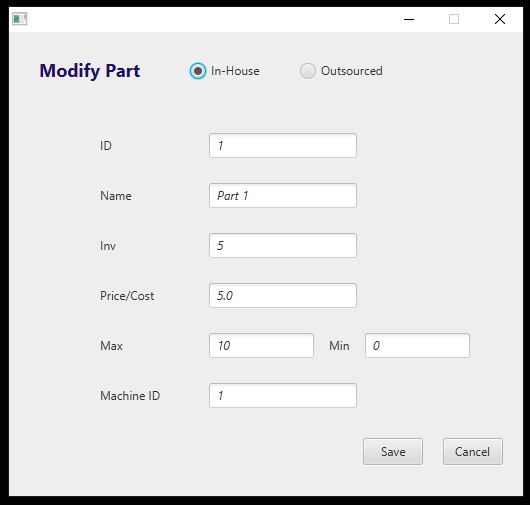 Modify Part In-House Outsourced
ID 1
Name Part 1
Inv 5
Price/Cost 5.0
Max 10 Min 0
Machine ID 1
Save Cancel